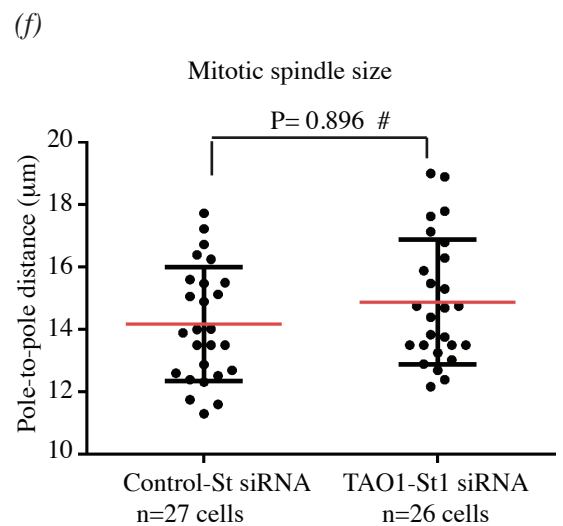 (f)
Mitotic spindle size
P= 0.896 #
Pole-to-pole distance (µm)
20
18
16
14
12
10
Control-St siRNA
n=27 cells
TAO1-St1 siRNA
n=26 cells